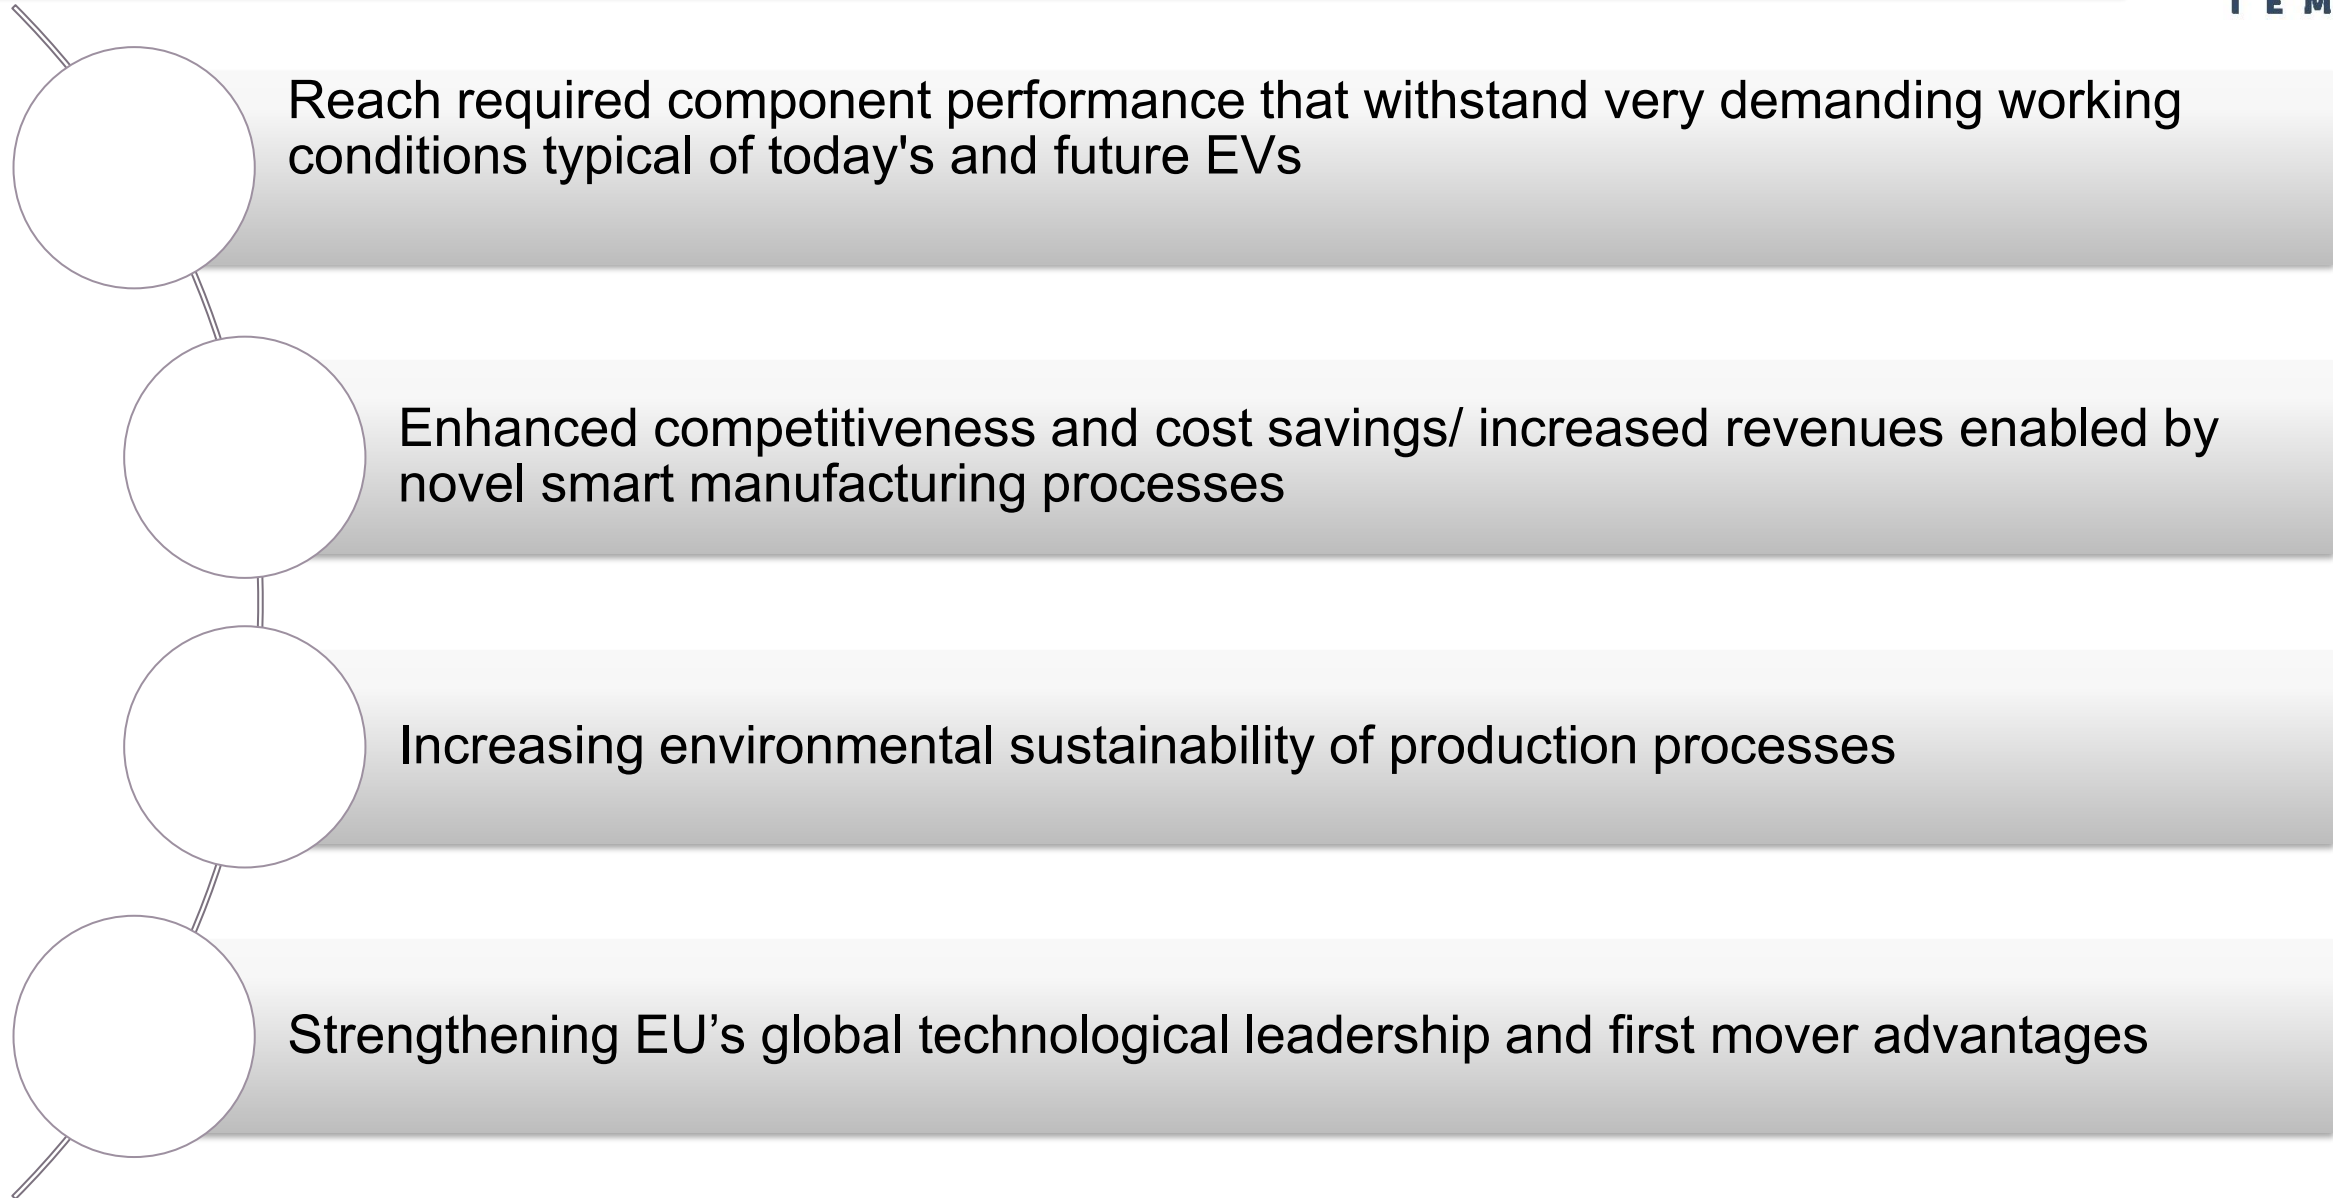 Reach required component performance that withstand very demanding working
conditions typical of today's and future EVs
Enhanced competitiveness and cost savings/ increased revenues enabled by
novel smart manufacturing processes
Increasing environmental sustainability of production processes
Strengthening EU’s global technological leadership and first mover advantages